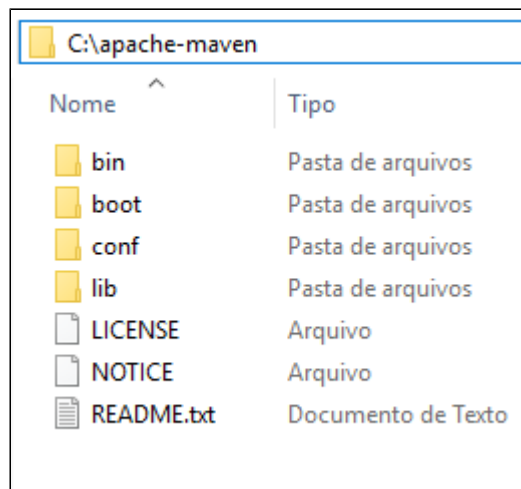 C:\apache-maven
Nome Tipo
bin Pasta de arquivos
boot Pasta de arquivos
conf Pasta de arquivos
lib Pasta de arquivos
LICENSE Arquivo
NOTICE Arquivo
README.txt Documento de Texto